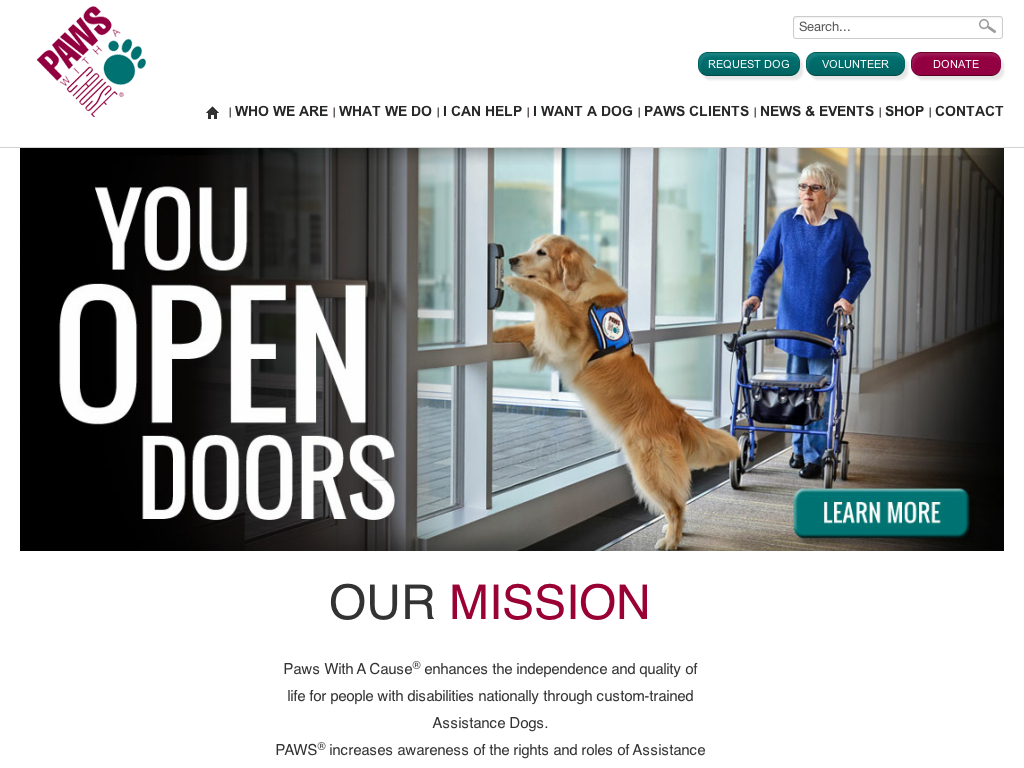 PAWS
WITH A
CAUSE®
Search...
REQUEST DOG
VOLUNTEER
DONATE
| WHO WE ARE | WHAT WE DO | I CAN HELP | I WANT A DOG | PAWS CLIENTS | NEWS & EVENTS | SHOP | CONTACT
YOU
OPEN
DOORS
PAWS
LEARN MORE
OUR MISSION
Paws With A Cause® enhances the independence and quality of
life for people with disabilities nationally through custom-trained
Assistance Dogs.
PAWS® increases awareness of the rights and roles of Assistance